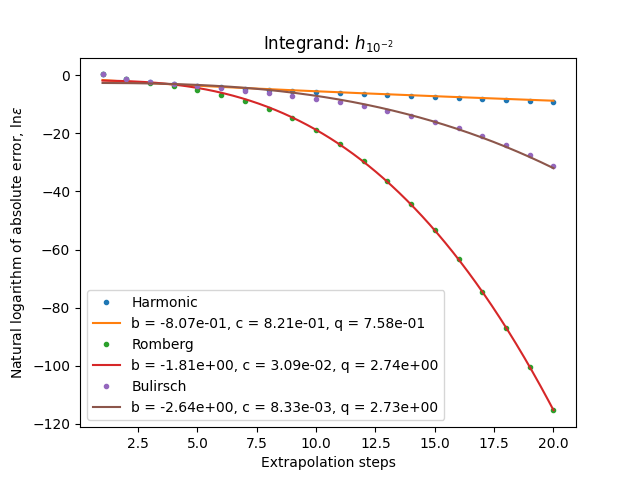 Integrand: h₁₀₋₂
Natural logarithm of absolute error, lnε
0
−20
−40
−60
−80
−100
−120
Harmonic
b = -8.07e-01, c = 8.21e-01, q = 7.58e-01
Romberg
b = -1.81e+00, c = 3.09e-02, q = 2.74e+00
Bulirsch
b = -2.64e+00, c = 8.33e-03, q = 2.73e+00
2.5 5.0 7.5 10.0 12.5 15.0 17.5 20.0
Extrapolation steps